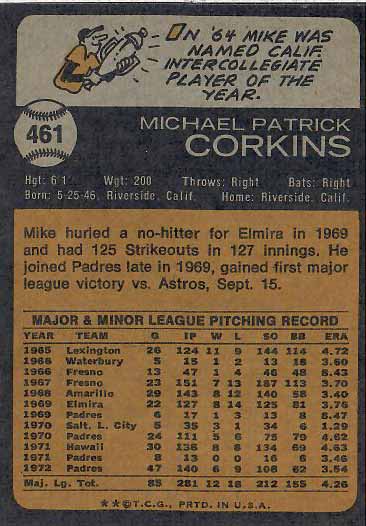 ON '64 MIKE WAS
NAMED CALIF.
INTERCOLLEGIATE
PLAYER OF THE
YEAR.
461
MICHAEL PATRICK
CORKINS
Hgt: 6'1" Wgt: 200 Throws: Right Bats: Right
Born: 5-25-46, Riverside, Calif. Home: Riverside, Calif.
Mike hurled a no-hitter for Elmira in 1969
and had 125 Strikeouts in 127 innings. He
joined Padres late in 1969, gained first major
league victory vs. Astros, Sept. 15.
MAJOR & MINOR LEAGUE PITCHING RECORD
YEAR TEAM G IP W L SO BB ERA
1965 Lexington 26 124 11 9 144 114 4.72
1966 Waterbury 5 15 1 2 13 18 3.60
1966 Fresno 13 47 1 4 46 48 8.43
1967 Fresno 23 151 7 13 187 113 3.70
1968 Amarillo 29 143 8 12 140 58 3.40
1969 Elmira 22 127 8 14 125 81 3.76
1969 Padres 6 17 1 3 13 8 8.47
1970 Salt. L. City 5 35 3 1 34 6 1.29
1970 Padres 24 111 5 6 75 79 4.62
1971 Hawaii 30 136 8 8 134 69 4.63
1971 Padres 8 13 0 0 16 6 3.46
1972 Padres 47 140 6 9 108 62 3.54
Maj. Lg. Tot. 85 281 12 18 212 155 4.26
**©T.C.G., PRTD. IN U.S.A.